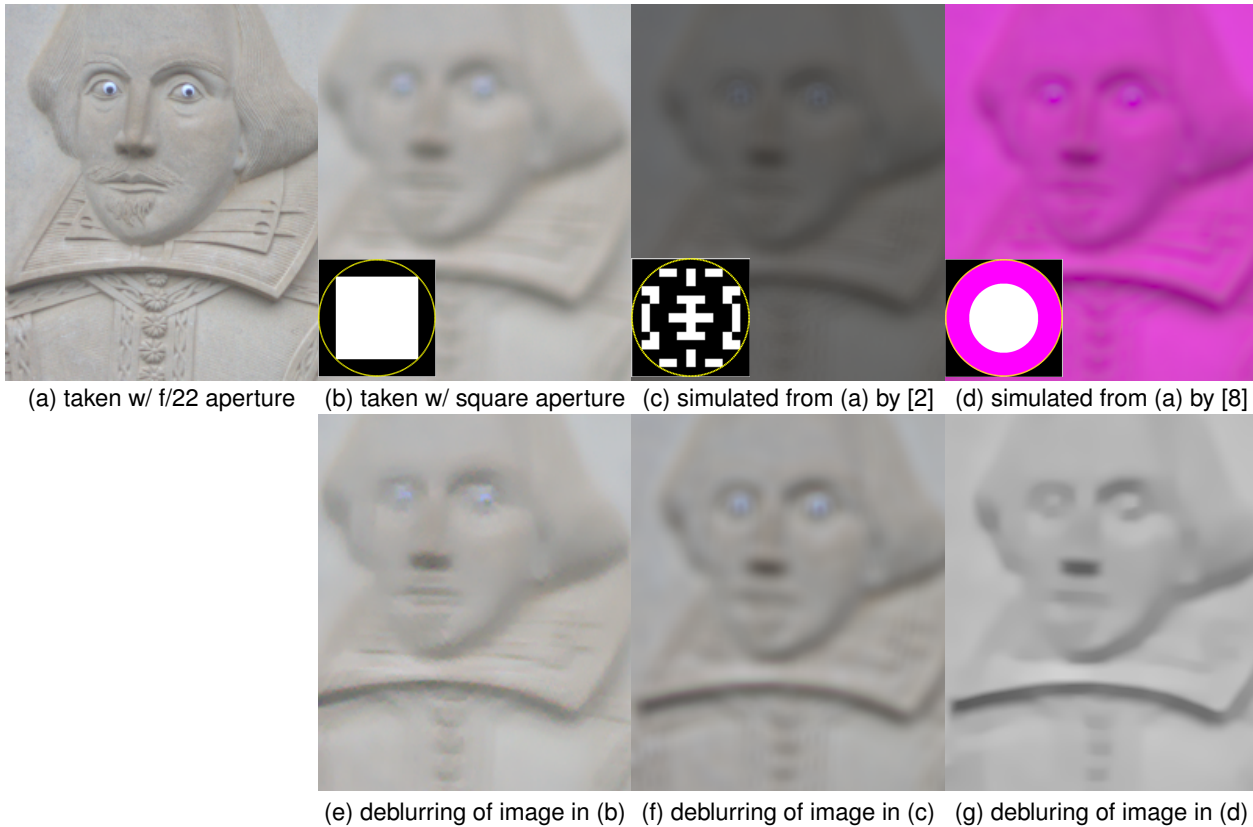 (a) taken w/ f/22 aperture
(b) taken w/ square aperture
(c) simulated from (a) by [2]
(d) simulated from (a) by [8]
(e) deblurring of image in (b)
(f) deblurring of image in (c)
(g) debluring of image in (d)